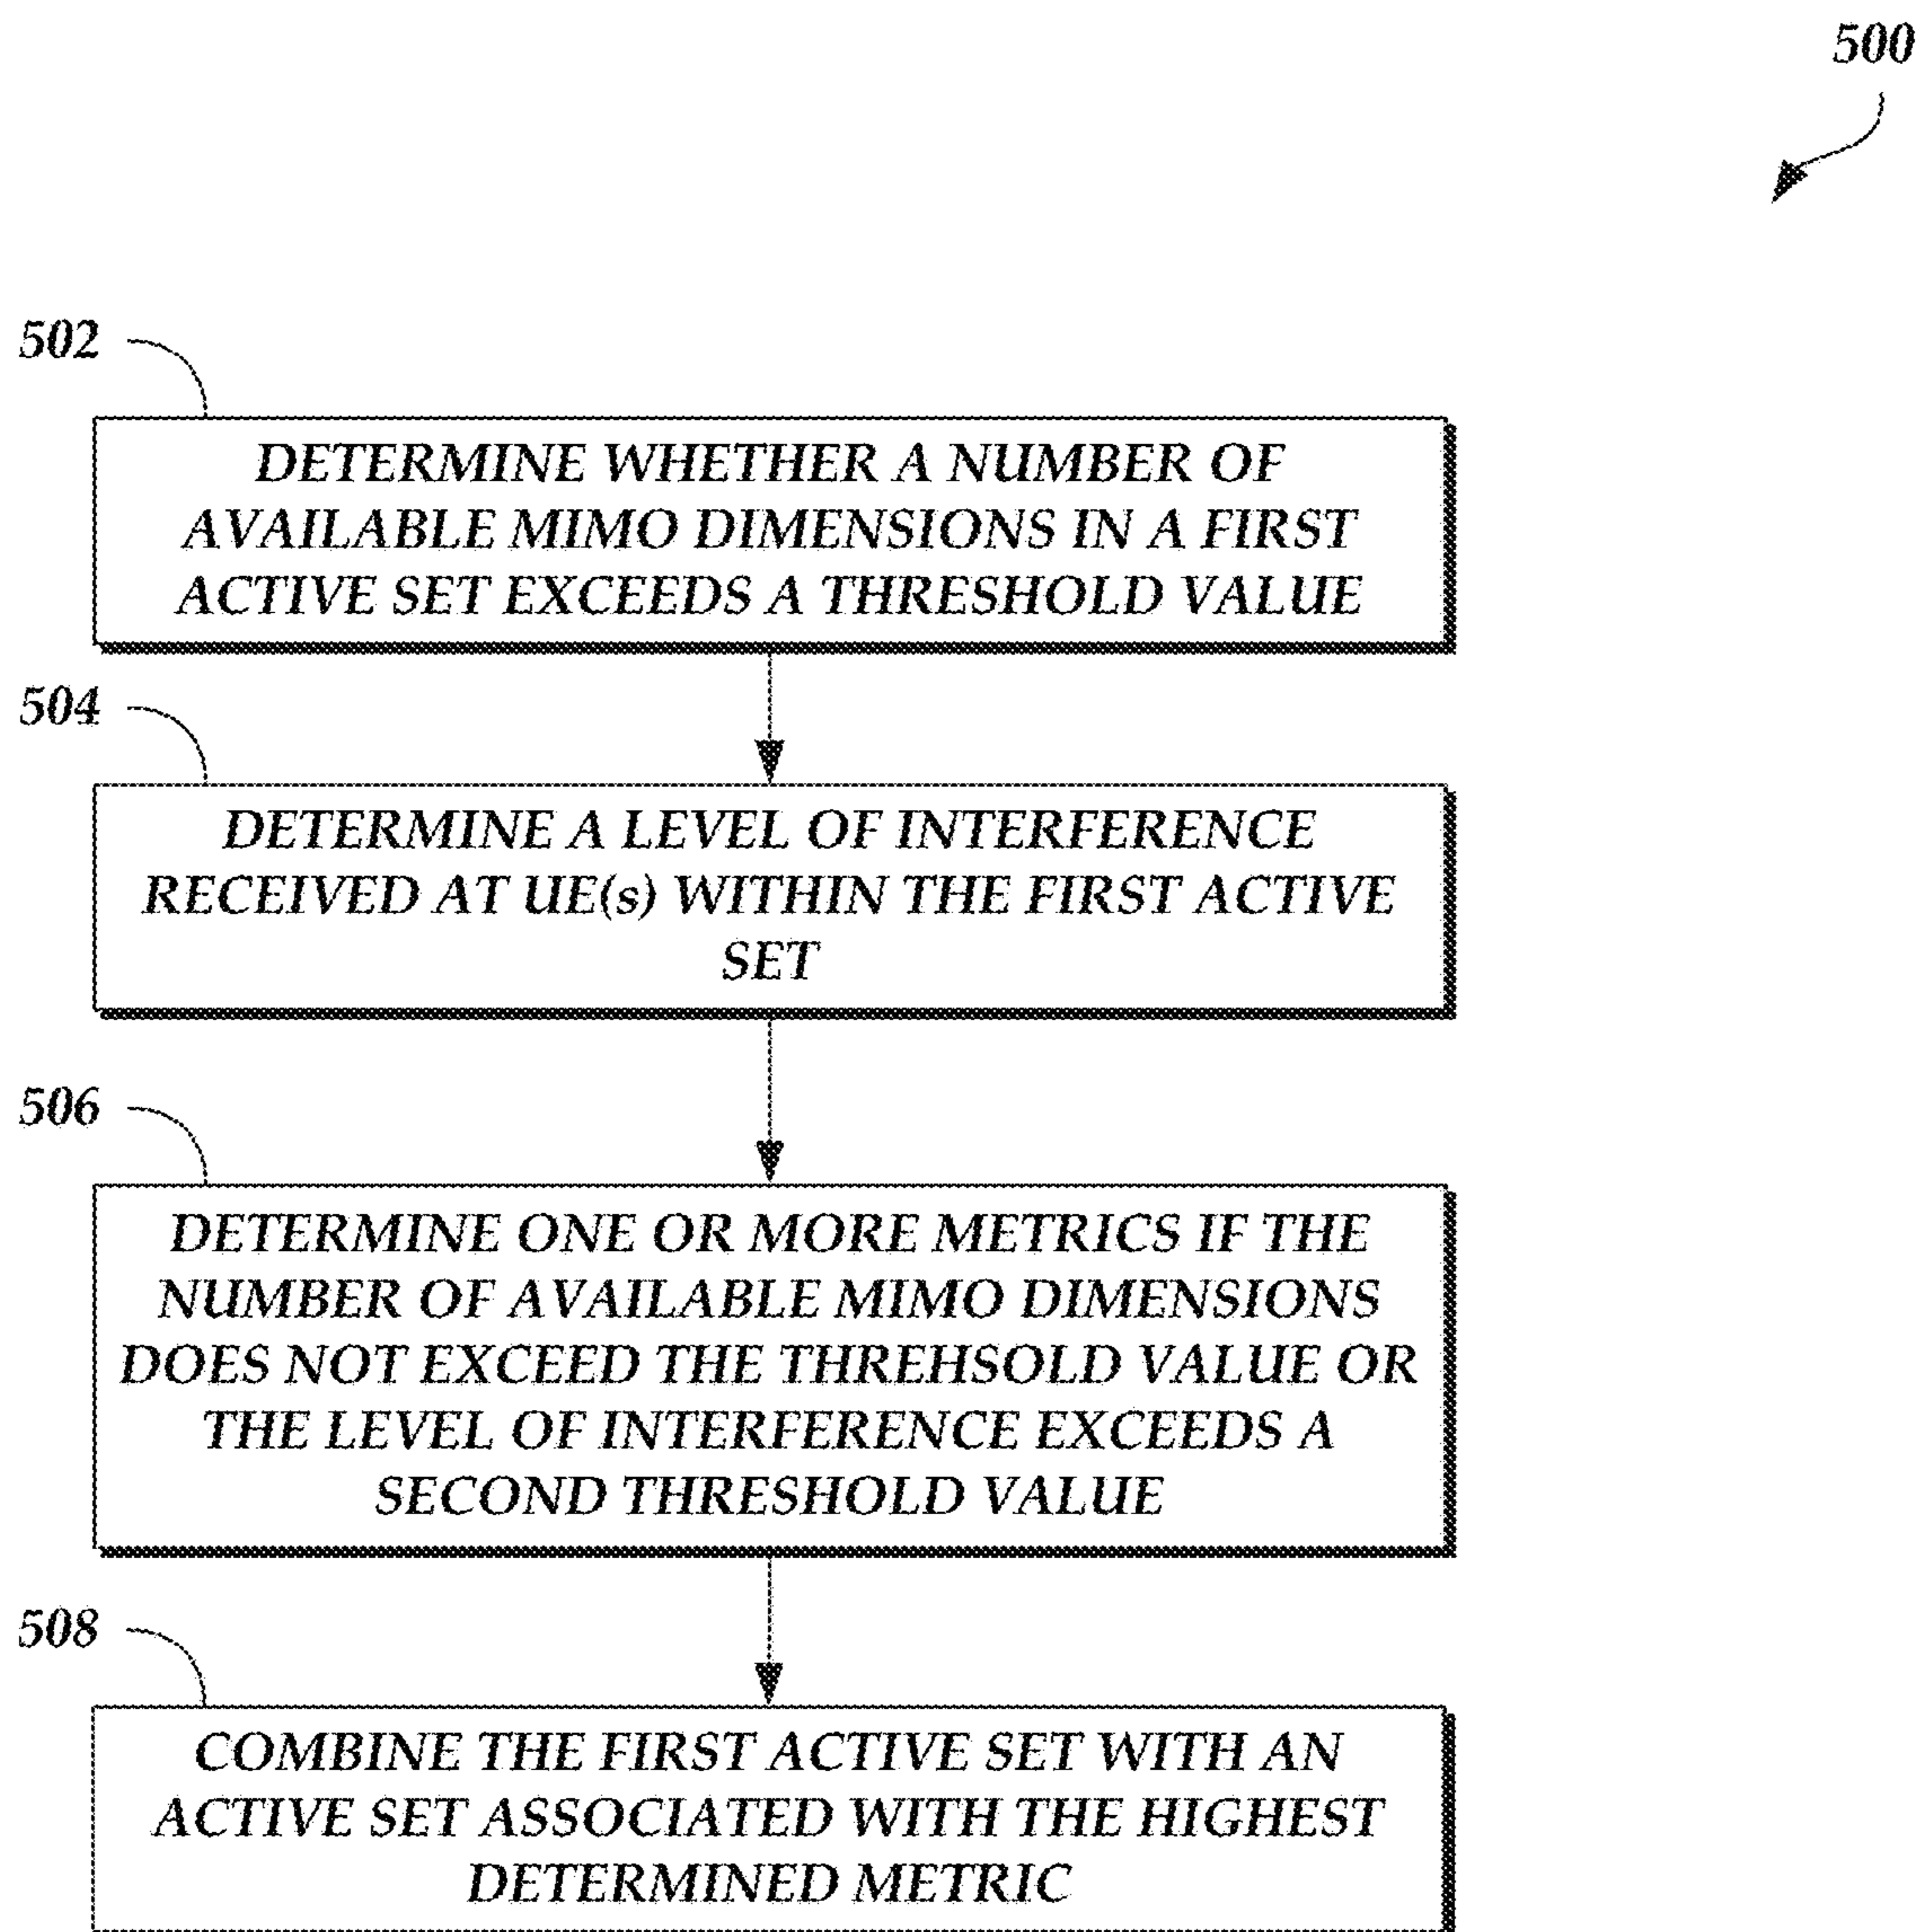 500
502
DETERMINE WHETHER A NUMBER OF
AVAILABLE MIMO DIMENSIONS IN A FIRST
ACTIVE SET EXCEEDS A THRESHOLD VALUE
504
DETERMINE A LEVEL OF INTERFERENCE
RECEIVED AT UE(s) WITHIN THE FIRST ACTIVE
SET
506
DETERMINE ONE OR MORE METRICS IF THE
NUMBER OF AVAILABLE MIMO DIMENSIONS
DOES NOT EXCEED THE THREHSOLD VALUE OR
THE LEVEL OF INTERFERENCE EXCEEDS A
SECOND THRESHOLD VALUE
508
COMBINE THE FIRST ACTIVE SET WITH AN
ACTIVE SET ASSOCIATED WITH THE HIGHEST
DETERMINED METRIC